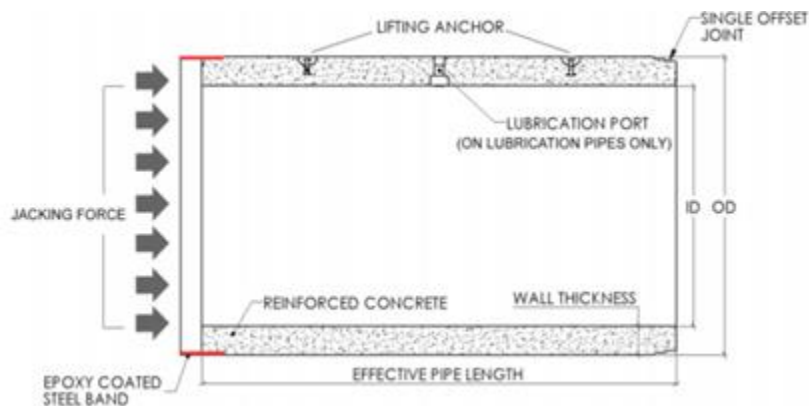 LIFTING ANCHOR
SINGLE OFFSET
JOINT
LUBRICATION PORT
(ON LUBRICATION PIPES ONLY)
JACKING FORCE
ID
OD
REINFORCED CONCRETE
WALL THICKNESS
EFFECTIVE PIPE LENGTH
EPOXY COATED
STEEL BAND